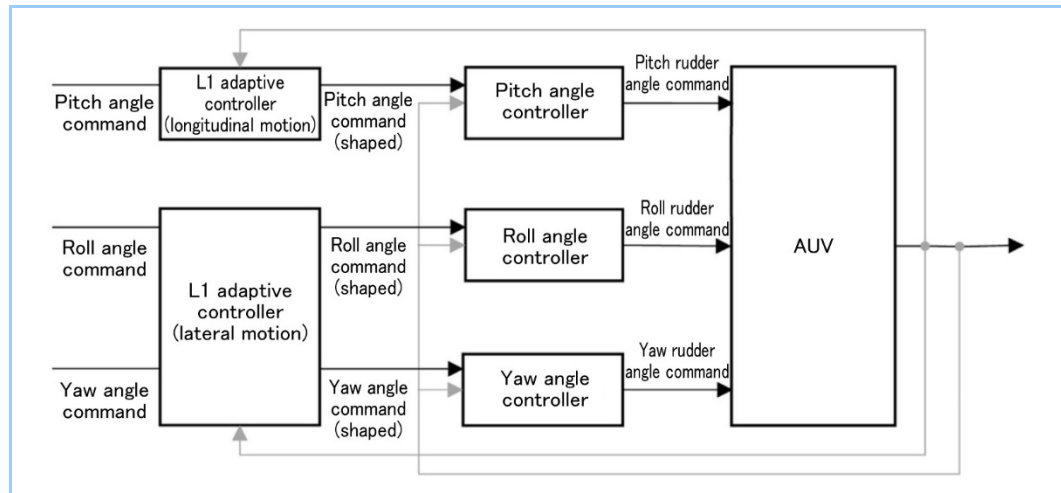 L1 adaptive
controller
(longitudinal motion)
Pitch angle
command
Pitch angle
command
(shaped)
Pitch angle
controller
Pitch rudder
angle command
Roll angle
command
L1 adaptive
controller
(lateral motion)
Roll angle
command
(shaped)
Roll angle
controller
Roll rudder
angle command
AUV
Yaw angle
command
Yaw angle
command
(shaped)
Yaw angle
controller
Yaw rudder
angle command